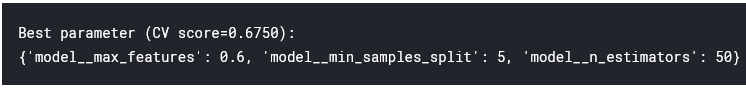 Best parameter (CV score=0.6750):
{'model__max_features': 0.6, 'model__min_samples_split': 5, 'model__n_estimators': 50}